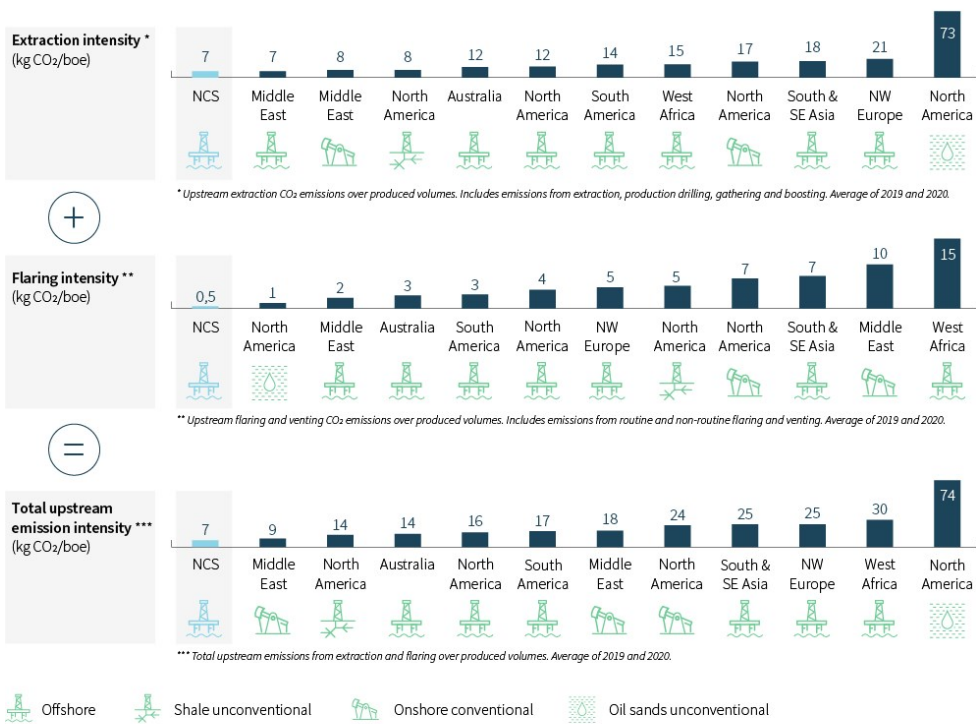 Extraction intensity *
(kg CO₂/boe)
7 7 8 8 12 12 14 15 17 18 21 73
NCS Middle East Middle East North America Australia North America South America West Africa North America South & SE Asia NW Europe North America
* Upstream extraction CO₂ emissions over produced volumes. Includes emissions from extraction, production drilling, gathering and boosting. Average of 2019 and 2020.
+
Flaring intensity **
(kg CO₂/boe)
0,5 1 2 3 3 4 5 5 7 7 10 15
NCS North America Middle East Australia South America North America NW Europe North America North America South & SE Asia Middle East West Africa
** Upstream flaring and venting CO₂ emissions over produced volumes. Includes emissions from routine and non-routine flaring and venting. Average of 2019 and 2020.
=
Total upstream
emission intensity ***
(kg CO₂/boe)
7 9 14 14 16 17 18 24 25 25 30 74
NCS Middle East North America Australia North America South America Middle East North America South & SE Asia NW Europe West Africa North America
*** Total upstream emissions from extraction and flaring over produced volumes. Average of 2019 and 2020.
Offshore Shale unconventional Onshore conventional Oil sands unconventional